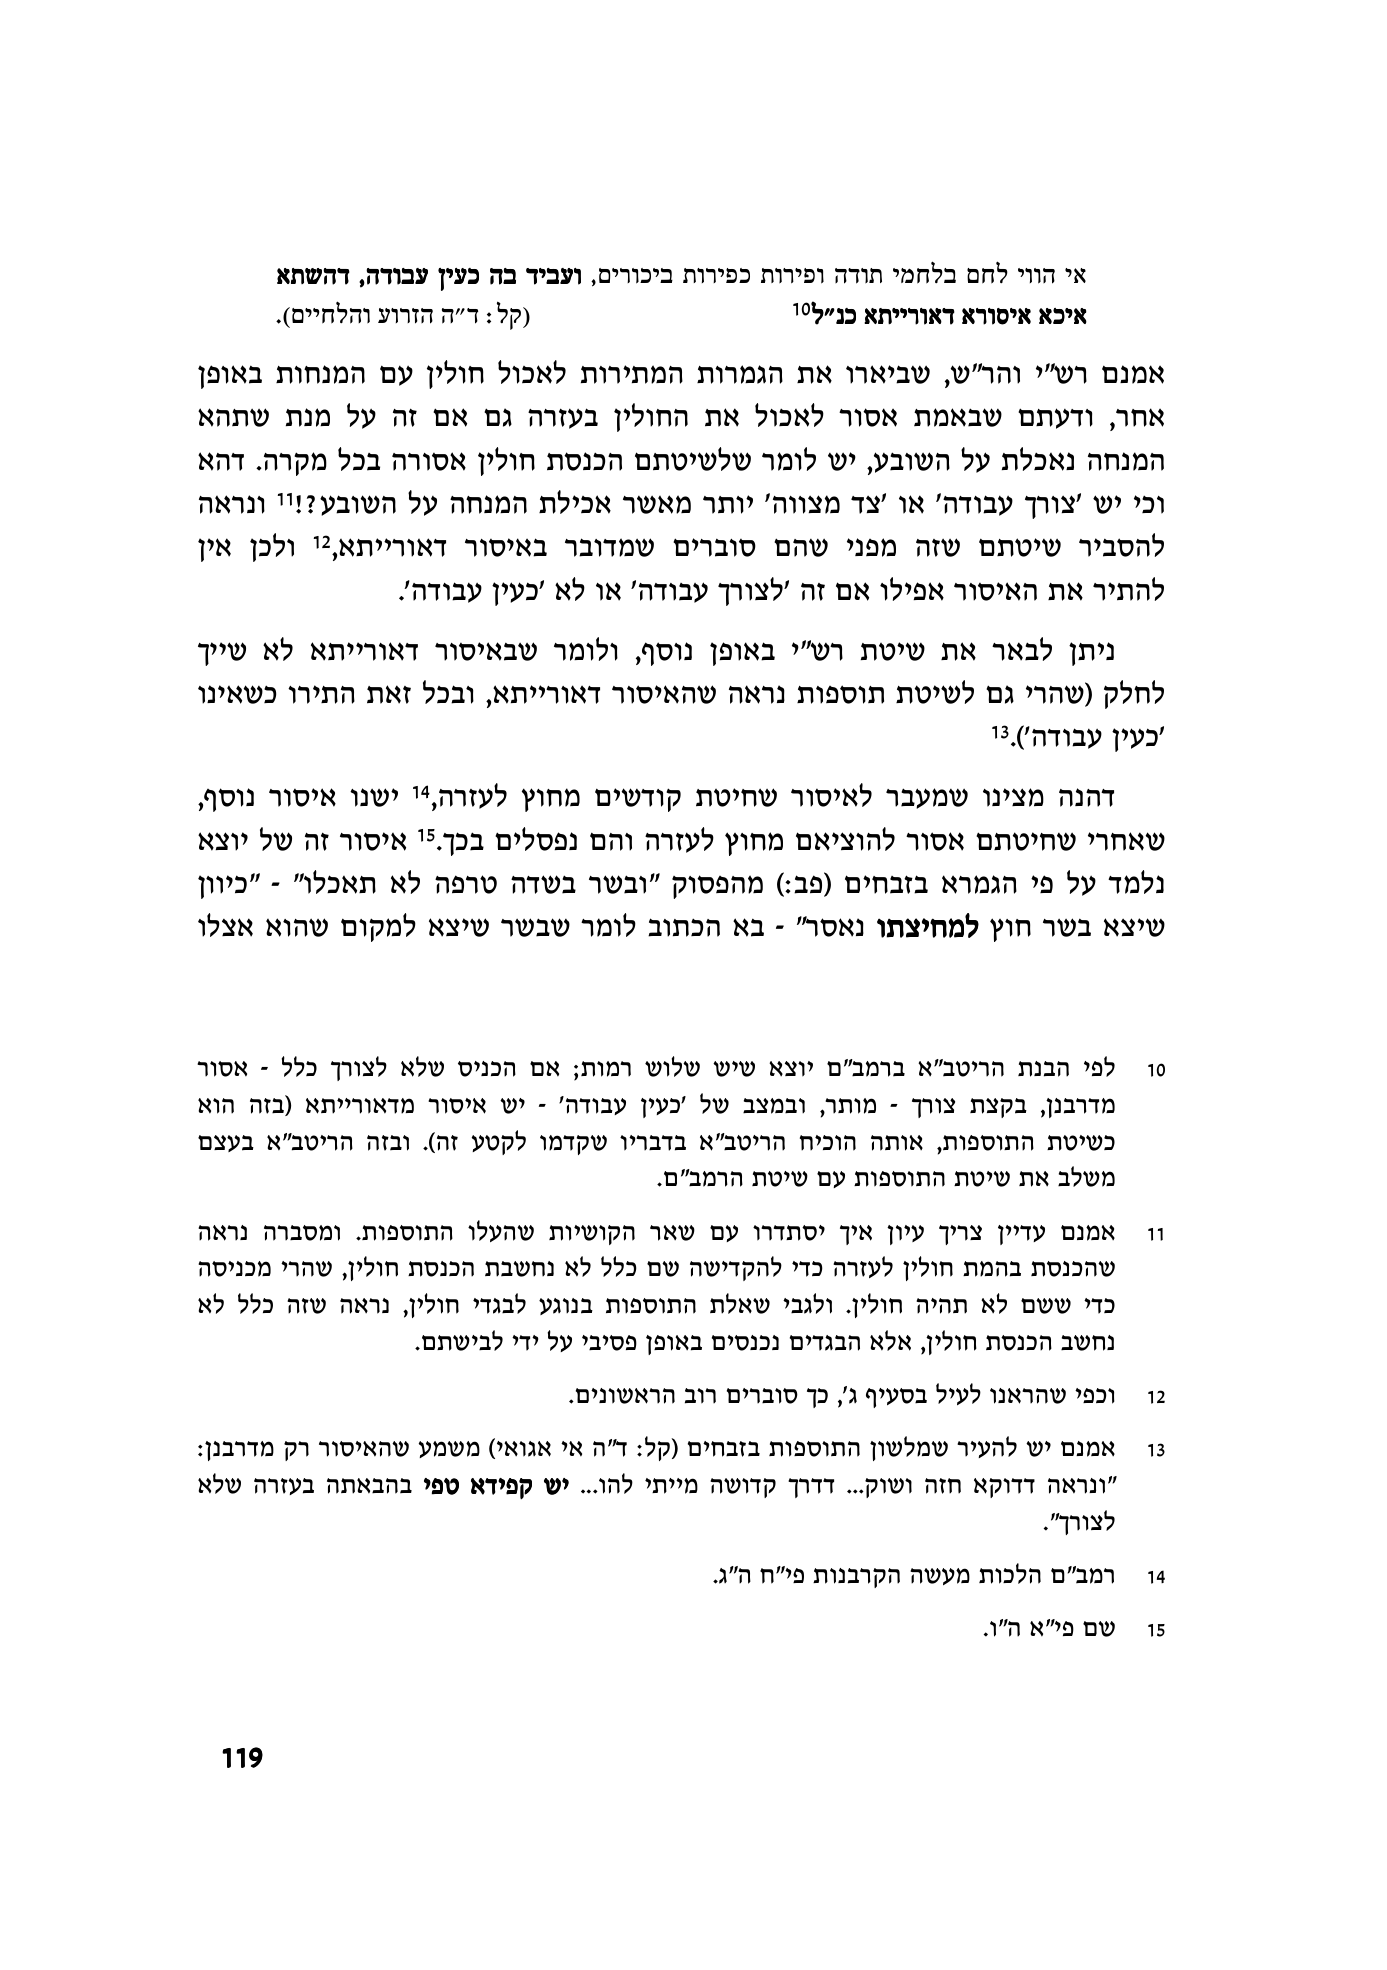 אי הווי לחם בלחמי תודה ופירות כפירות ביכורים, ועביד בה כעין עבודה, דהשתא
איכא איסורא דאורייתא כנ״ל10 (קל: ד״ה הזרוע והלחיים).
אמנם רש״י והר״ש, שביארו את הגמרות המתירות לאכול חולין עם המנחות באופן
אחר, ודעתם שבאמת אסור לאכול את החולין בעזרה גם אם זה על מנת שתהא
המנחה נאכלת על השובע, יש לומר שלשיטתם הכנסת חולין אסורה בכל מקרה. דהא
וכי יש 'צורך עבודה' או 'צד מצווה' יותר מאשר אכילת המנחה על השובע?!11 ונראה
להסביר שיטתם שזה מפני שהם סוברים שמדובר באיסור דאורייתא,12 ולכן אין
להתיר את האיסור אפילו אם זה 'לצורך עבודה' או לא 'כעין עבודה'.
ניתן לבאר את שיטת רש״י באופן נוסף, ולומר שבאיסור דאורייתא לא שייך
לחלק (שהרי גם לשיטת תוספות נראה שהאיסור דאורייתא, ובכל זאת התירו כשאינו
'כעין עבודה').13
דהנה מצינו שמעבר לאיסור שחיטת קודשים מחוץ לעזרה,14 ישנו איסור נוסף,
שאחרי שחיטתם אסור להוציאם מחוץ לעזרה והם נפסלים בכך.15 איסור זה של יוצא
נלמד על פי הגמרא בזבחים (פב:) מהפסוק ״ובשר בשדה טרפה לא תאכלו״ - ״כיוון
שיצא בשר חוץ למחיצתו נאסר״ - בא הכתוב לומר שבשר שיצא למקום שהוא אצלו
10 לפי הבנת הריטב״א ברמב״ם יוצא שיש שלוש רמות; אם הכניס שלא לצורך כלל - אסור
מדרבנן, בקצת צורך - מותר, ובמצב של 'כעין עבודה' - יש איסור מדאורייתא (בזה הוא
כשיטת התוספות, אותה הוכיח הריטב״א בדבריו שקדמו לקטע זה). ובזה הריטב״א בעצם
משלב את שיטת התוספות עם שיטת הרמב״ם.
11 אמנם עדיין צריך עיון איך יסתדרו עם שאר הקושיות שהעלו התוספות. ומסברה נראה
שהכנסת בהמת חולין לעזרה כדי להקדישה שם כלל לא נחשבת הכנסת חולין, שהרי מכניסה
כדי ששם לא תהיה חולין. ולגבי שאלת התוספות בנוגע לבגדי חולין, נראה שזה כלל לא
נחשב הכנסת חולין, אלא הבגדים נכנסים באופן פסיבי על ידי לבישתם.
12 וכפי שהראנו לעיל בסעיף ג', כך סוברים רוב הראשונים.
13 אמנם יש להעיר שמלשון התוספות בזבחים (קל: ד״ה אי אגואי) משמע שהאיסור רק מדרבנן:
״ונראה דדוקא חזה ושוק... דדרך קדושה מייתי להו... יש קפידא טפי בהבאתה בעזרה שלא
לצורך״.
14 רמב״ם הלכות מעשה הקרבנות פי״ח ה״ג.
15 שם פי״א ה״ו.
119